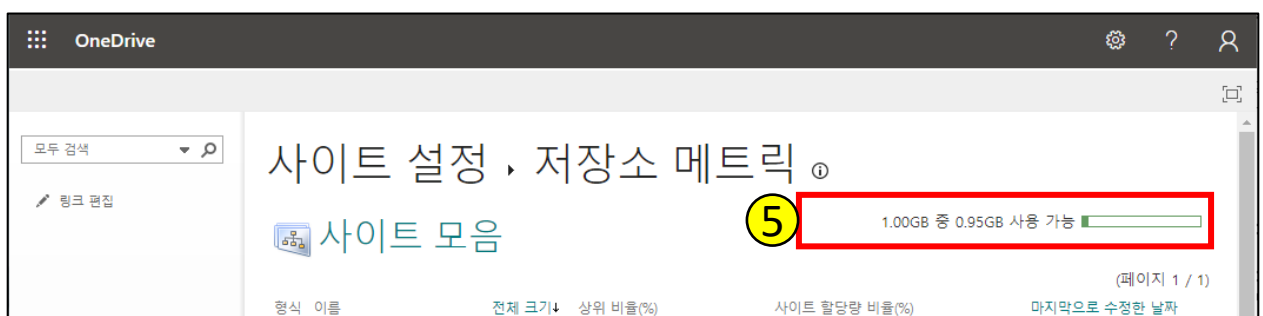 OneDrive
?
모두 검색
링크 편집
사이트 설정 › 저장소 메트릭
5
1.00GB 중 0.95GB 사용 가능
사이트 모음
(페이지 1 / 1)
형식 이름 전체 크기↓ 상위 비율(%) 사이트 할당량 비율(%) 마지막으로 수정한 날짜